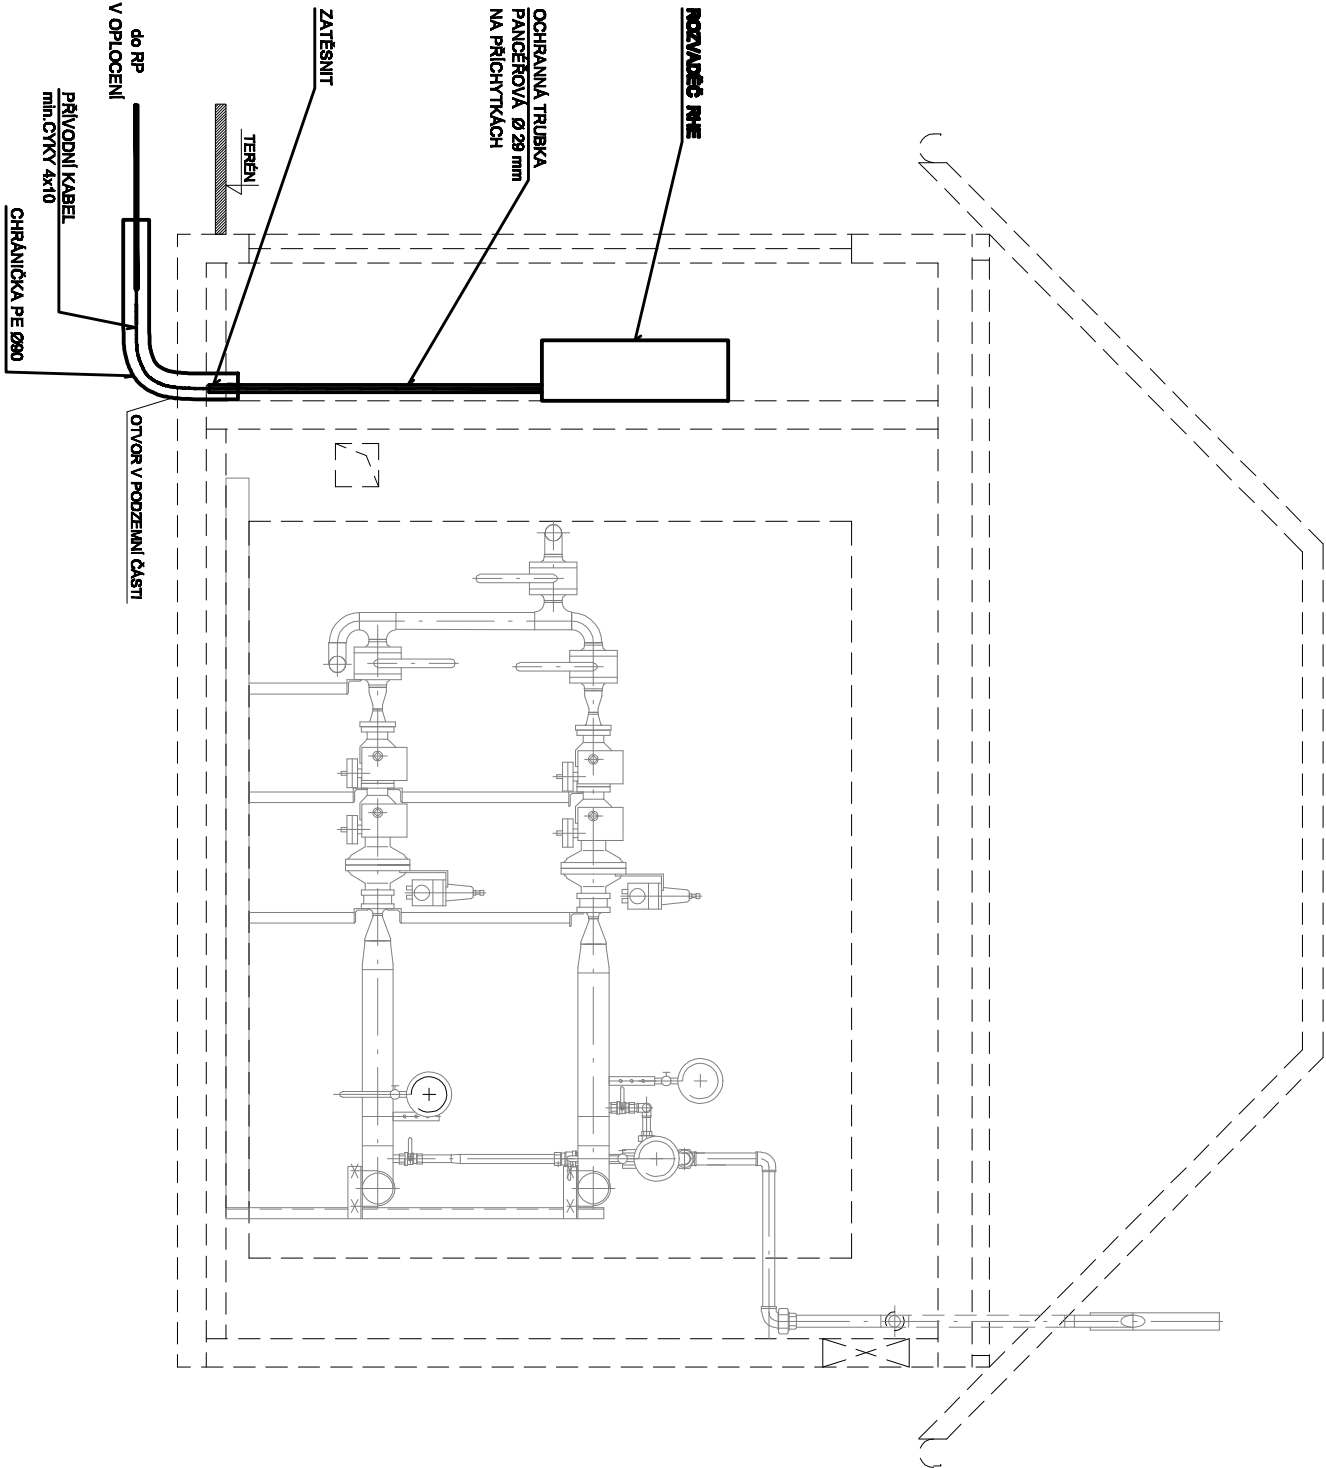 ROZVADĚČ RHE
OCHRANNÁ TRUBKA
PANCÉŘOVÁ Ø 29 mm
NA PŘÍCHYTKÁCH
ZATĚSNIT
TERÉN
do RP
V OPLOCENÍ
PŘÍVODNÍ KABEL
min.CYKY 4x10
CHRÁNIČKA PE Ø90
OTVOR V PODZEMNÍ ČÁSTI